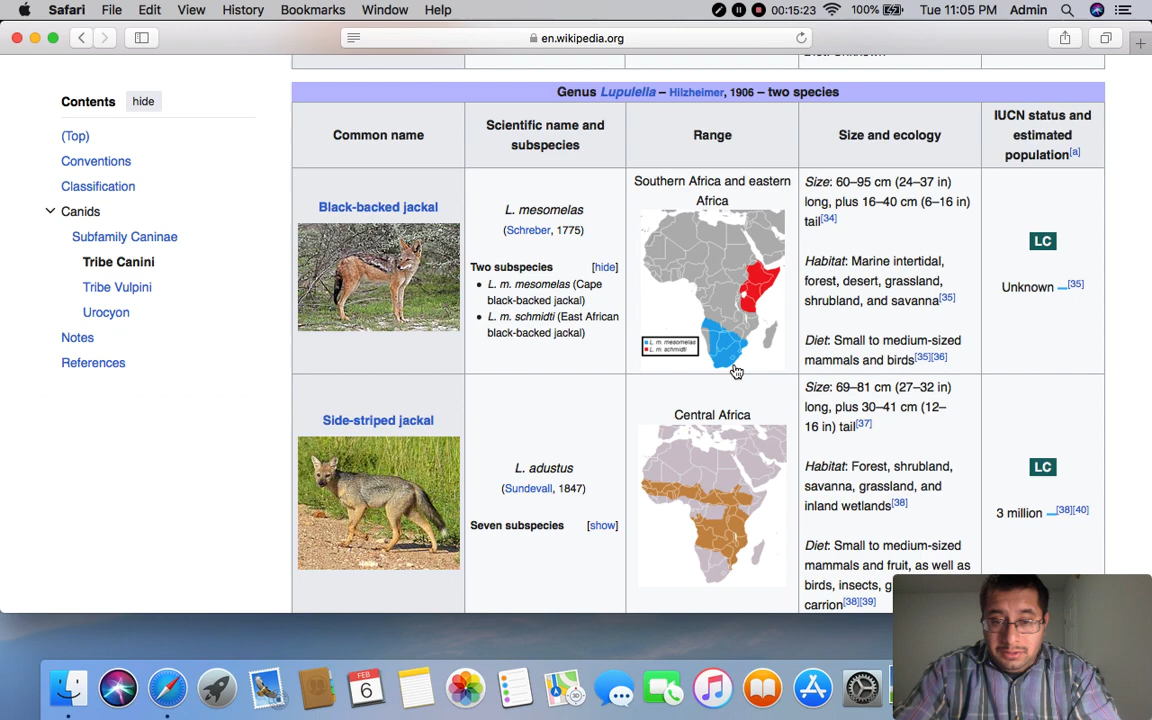 Safari File Edit View History Bookmarks Window Help 00:15:23 100% Tue 11:05 PM Admin
en.wikipedia.org
Contents hide
(Top)
Conventions
Classification
Canids
Subfamily Caninae
Tribe Canini
Tribe Vulpini
Urocyon
Notes
References
Genus Lupulella – Hilzheimer, 1906 – two species
Common name
Scientific name and
subspecies
Range
Size and ecology
IUCN status and
estimated
population[a]
Black-backed jackal
L. mesomelas
(Schreber, 1775)
Two subspecies [hide]
• L. m. mesomelas (Cape
black-backed jackal)
• L. m. schmidti (East African
black-backed jackal)
Southern Africa and eastern
Africa
L. m. mesomelas
L. m. schmidti
Size: 60–95 cm (24–37 in)
long, plus 16–40 cm (6–16 in)
tail[34]
Habitat: Marine intertidal,
forest, desert, grassland,
shrubland, and savanna[35]
Diet: Small to medium-sized
mammals and birds[35][36]
LC
Unknown [35]
Side-striped jackal
L. adustus
(Sundevall, 1847)
Seven subspecies [show]
Central Africa
Size: 69–81 cm (27–32 in)
long, plus 30–41 cm (12–
16 in) tail[37]
Habitat: Forest, shrubland,
savanna, grassland, and
inland wetlands[38]
Diet: Small to medium-sized
mammals and fruit, as well as
birds, insects, g
carrion[38][39]
LC
3 million [38][40]
FEB
6